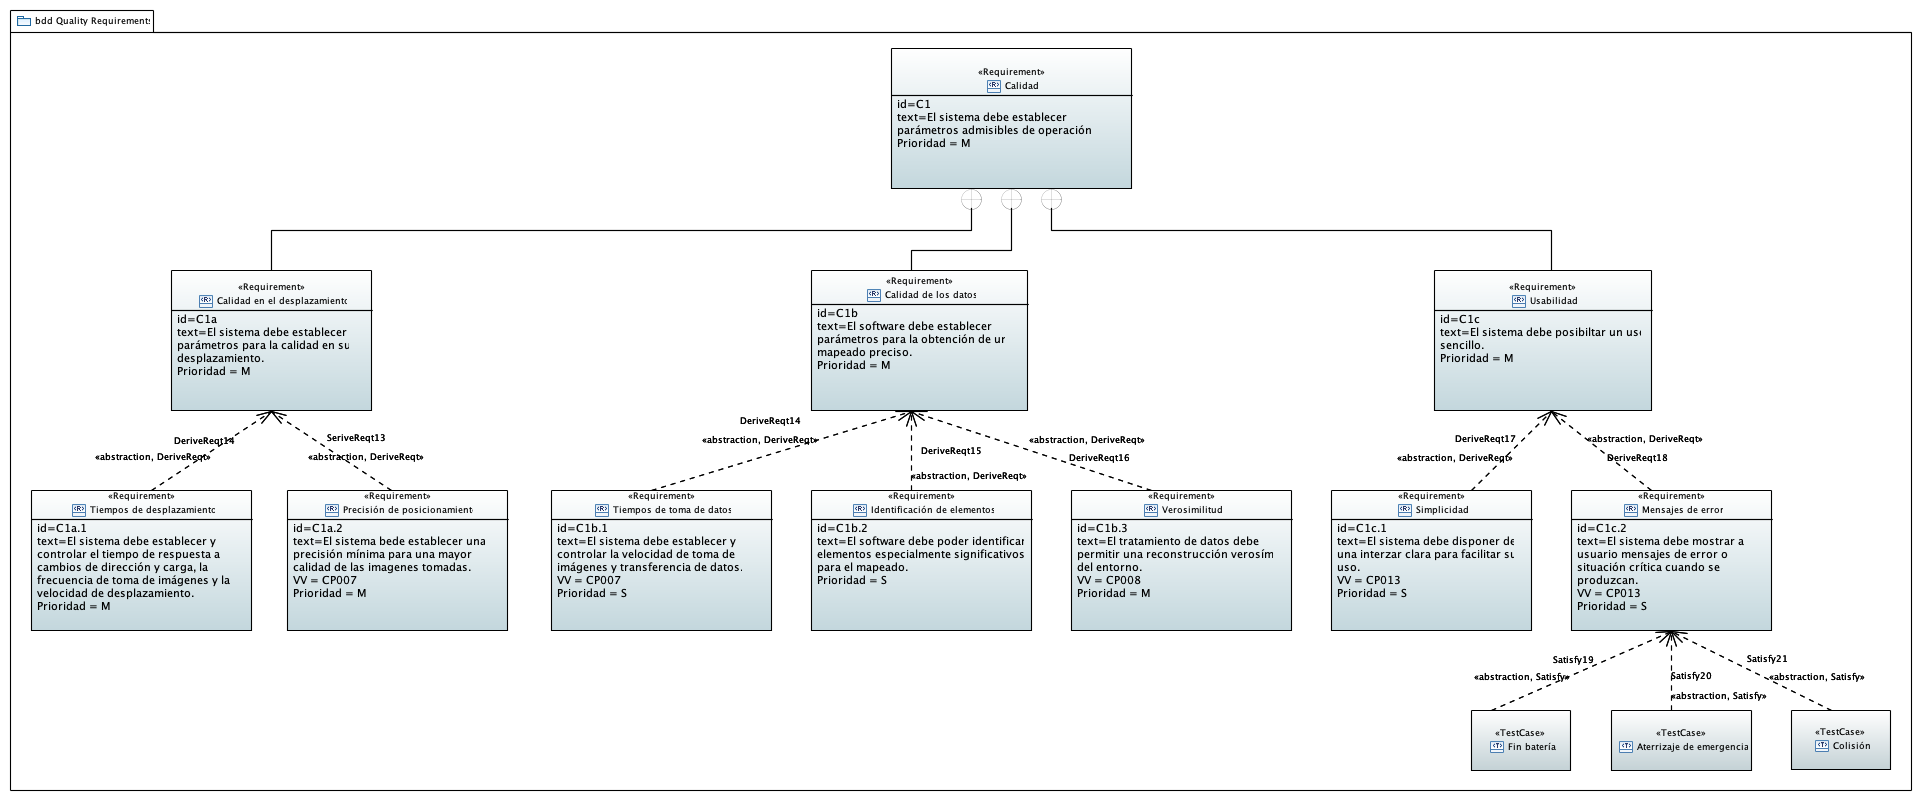 bdd Quality Requirements
«Requirement»
Calidad
id=C1
text=El sistema debe establecer
parámetros admisibles de operación
Prioridad = M
«Requirement»
Calidad en el desplazamiento
id=C1a
text=El sistema debe establecer
parámetros para la calidad en su
desplazamiento.
Prioridad = M
«Requirement»
Calidad de los datos
id=C1b
text=El software debe establecer
parámetros para la obtención de un
mapeado preciso.
Prioridad = M
«Requirement»
Usabilidad
id=C1c
text=El sistema debe posibiltar un uso
sencillo.
Prioridad = M
DeriveReqt14
«abstraction, DeriveReqt»
SeriveReqt13
«abstraction, DeriveReqt»
DeriveReqt14
«abstraction, DeriveReqt»
DeriveReqt15
«abstraction, DeriveReqt»
«abstraction, DeriveReqt»
DeriveReqt16
DeriveReqt17
«abstraction, DeriveReqt»
«abstraction, DeriveReqt»
DeriveReqt18
«Requirement»
Tiempos de desplazamiento
id=C1a.1
text=El sistema debe establecer y
controlar el tiempo de respuesta a
cambios de dirección y carga, la
frecuencia de toma de imágenes y la
velocidad de desplazamiento.
Prioridad = M
«Requirement»
Precisión de posicionamiento
id=C1a.2
text=El sistema bede establecer una
precisión mínima para una mayor
calidad de las imagenes tomadas.
VV = CP007
Prioridad = M
«Requirement»
Tiempos de toma de datos
id=C1b.1
text=El sistema debe establecer y
controlar la velocidad de toma de
imágenes y transferencia de datos.
VV = CP007
Prioridad = S
«Requirement»
Identificación de elementos
id=C1b.2
text=El software debe poder identificar
elementos especialmente significativos
para el mapeado.
Prioridad = S
«Requirement»
Verosimilitud
id=C1b.3
text=El tratamiento de datos debe
permitir una reconstrucción verosím
del entorno.
VV = CP008
Prioridad = M
«Requirement»
Simplicidad
id=C1c.1
text=El sistema debe disponer de
una interzar clara para facilitar su
uso.
VV = CP013
Prioridad = S
«Requirement»
Mensajes de error
id=C1c.2
text=El sistema debe mostrar a
usuario mensajes de error o
situación crítica cuando se
produzcan.
VV = CP013
Prioridad = S
Satisfy19
«abstraction, Satisfy»
Satisfy20
«abstraction, Satisfy»
Satisfy21
«abstraction, Satisfy»
«TestCase»
Fin batería
«TestCase»
Aterrizaje de emergencia
«TestCase»
Colisión